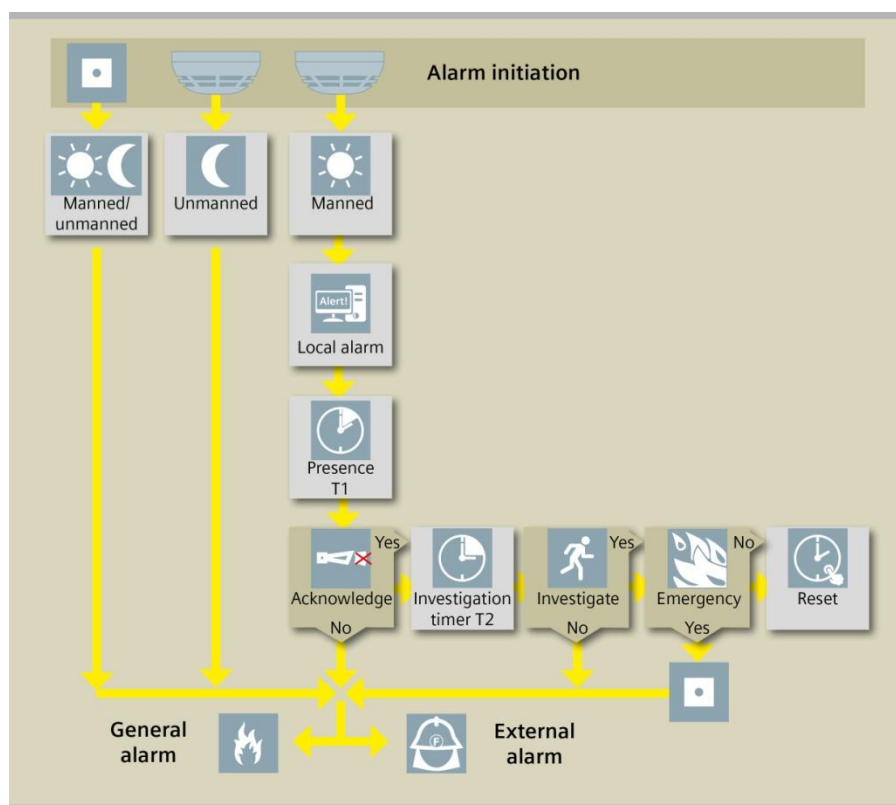 Alarm initiation
Manned/
unmanned
Unmanned
Manned
Alert!
Local alarm
Presence
T1
Yes
Acknowledge
No
Investigation
timer T2
Yes
Investigate
No
No
Emergency
Yes
Reset
General
alarm
F
External
alarm